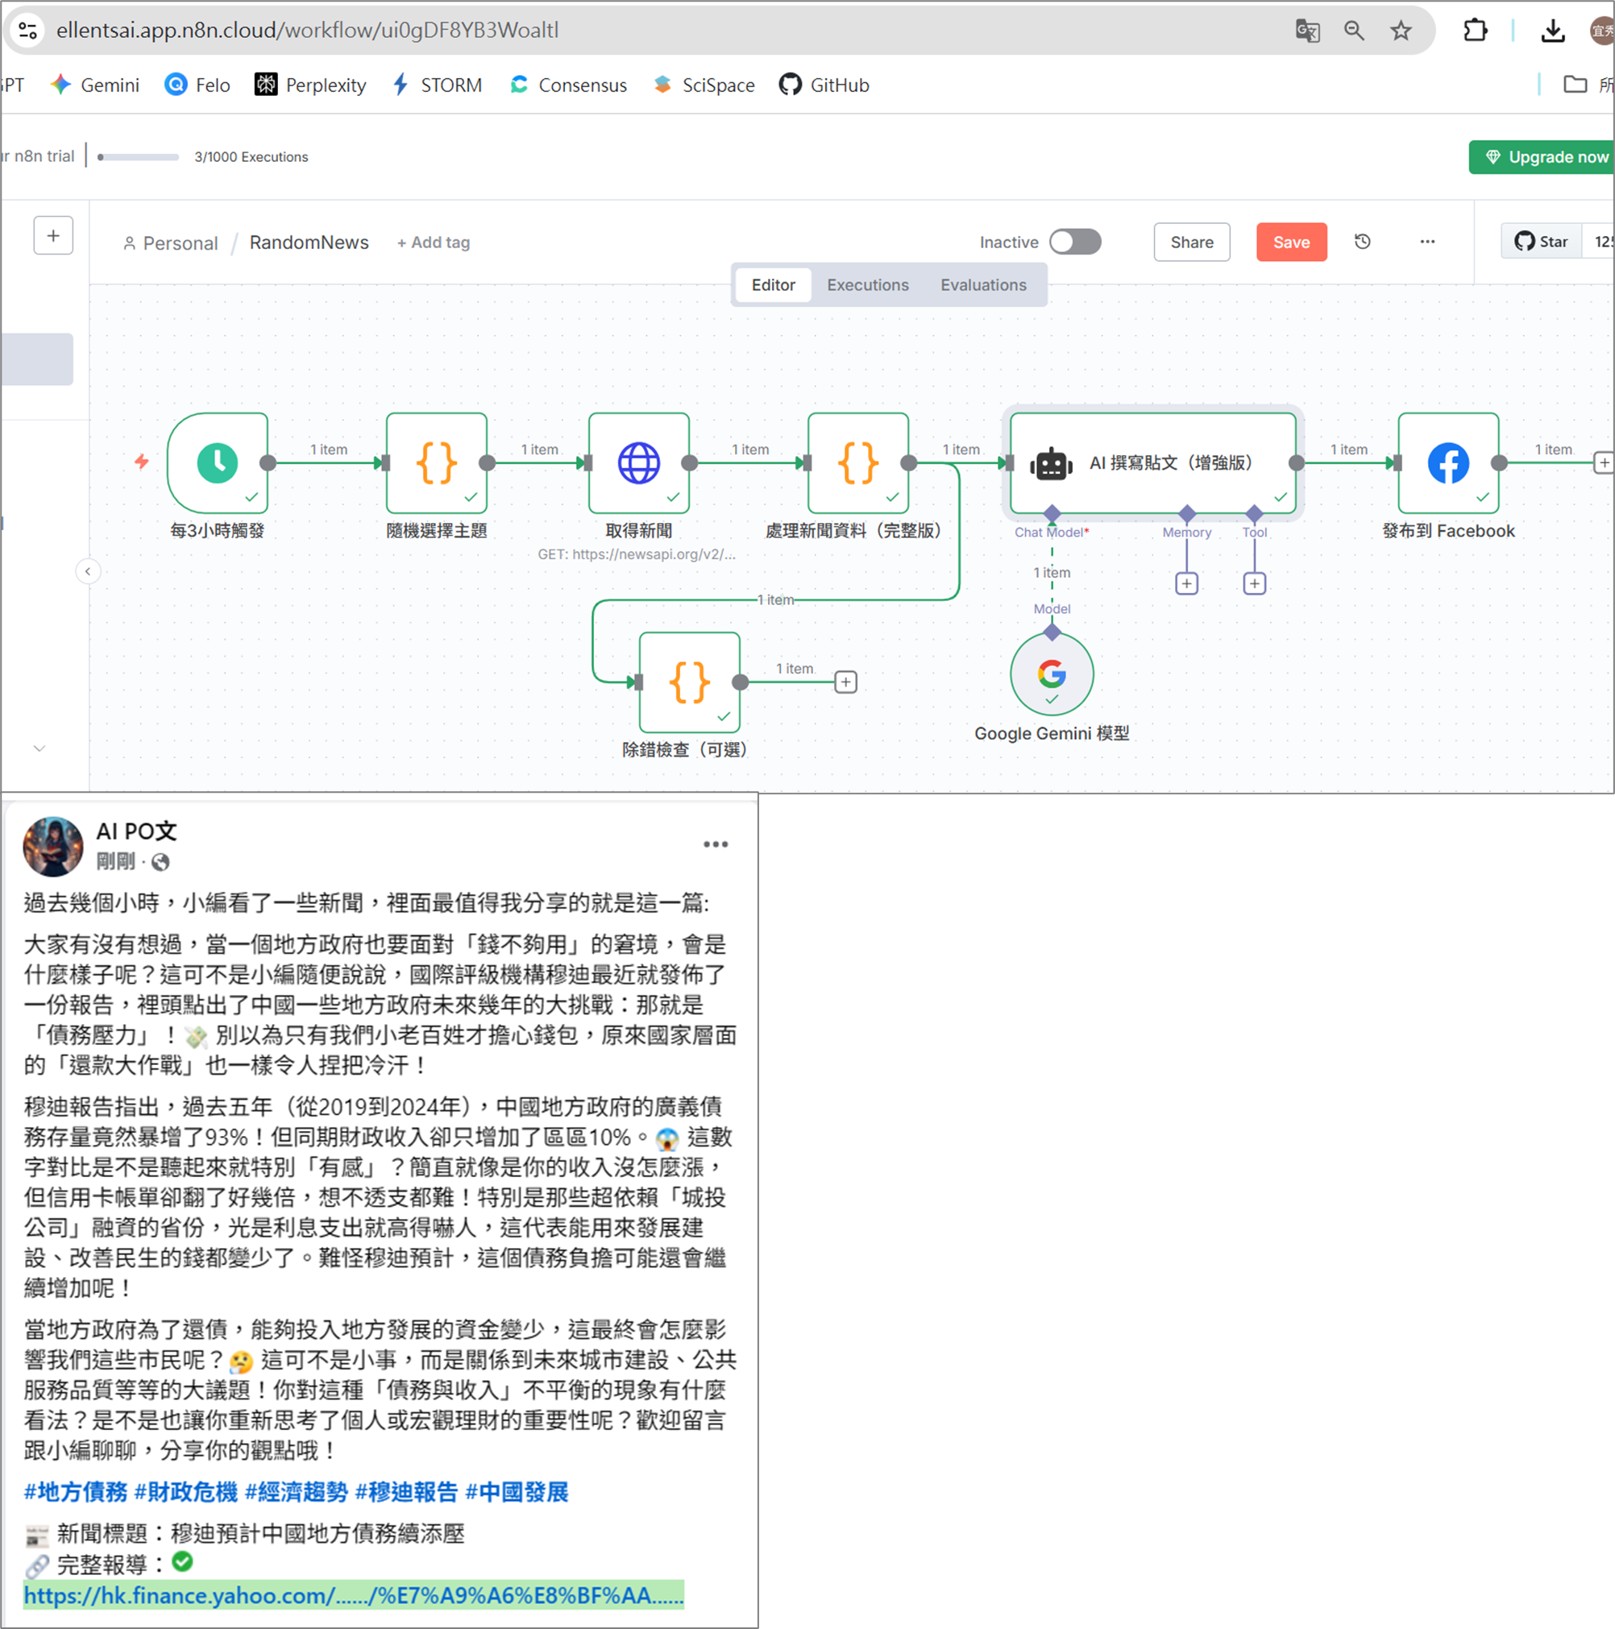 ellentsai.app.n8n.cloud/workflow/ui0gDF8YB3Woaltl
PT Gemini Felo Perplexity STORM Consensus SciSpace GitHub 所
r n8n trial 3/1000 Executions Upgrade now
Personal / RandomNews + Add tag Inactive Share Save ... Star 125
Editor Executions Evaluations
1 item 1 item 1 item 1 item AI 撰寫貼文（增強版） 1 item 1 item
每3小時觸發 隨機選擇主題 取得新聞 處理新聞資料（完整版） Chat Model* Memory Tool 發布到 Facebook
GET: https://newsapi.org/v2/...
1 item
1 item
Model
1 item
除錯檢查（可選） Google Gemini 模型
AI PO文
剛剛 ·
過去幾個小時，小編看了一些新聞，裡面最值得我分享的就是這一篇:
大家有沒有想過，當一個地方政府也要面對「錢不夠用」的窘境，會是
什麼樣子呢？這可不是小編隨便說說，國際評級機構穆迪最近就發佈了
一份報告，裡頭點出了中國一些地方政府未來幾年的大挑戰：那就是
「債務壓力」！💸 別以為只有我們小老百姓才擔心錢包，原來國家層面
的「還款大作戰」也一樣令人捏把冷汗！
穆迪報告指出，過去五年（從2019到2024年），中國地方政府的廣義債
務存量竟然暴增了93%！但同期財政收入卻只增加了區區10%。😱 這數
字對比是不是聽起來就特別「有感」？簡直就像是你的收入沒怎麼漲，
但信用卡帳單卻翻了好幾倍，想不透支都難！特別是那些超依賴「城投
公司」融資的省份，光是利息支出就高得嚇人，這代表能用來發展建
設、改善民生的錢都變少了。難怪穆迪預計，這個債務負擔可能還會繼
續增加呢！
當地方政府為了還債，能夠投入地方發展的資金變少，這最終會怎麼影
響我們這些市民呢？🤔 這可不是小事，而是關係到未來城市建設、公共
服務品質等等的大議題！你對這種「債務與收入」不平衡的現象有什麼
看法？是不是也讓你重新思考了個人或宏觀理財的重要性呢？歡迎留言
跟小編聊聊，分享你的觀點哦！
#地方債務 #財政危機 #經濟趨勢 #穆迪報告 #中國發展
📰 新聞標題：穆迪預計中國地方債務續添壓
🔗 完整報導：✅
https://hk.finance.yahoo.com/....../%E7%A9%A6%E8%BF%AA......